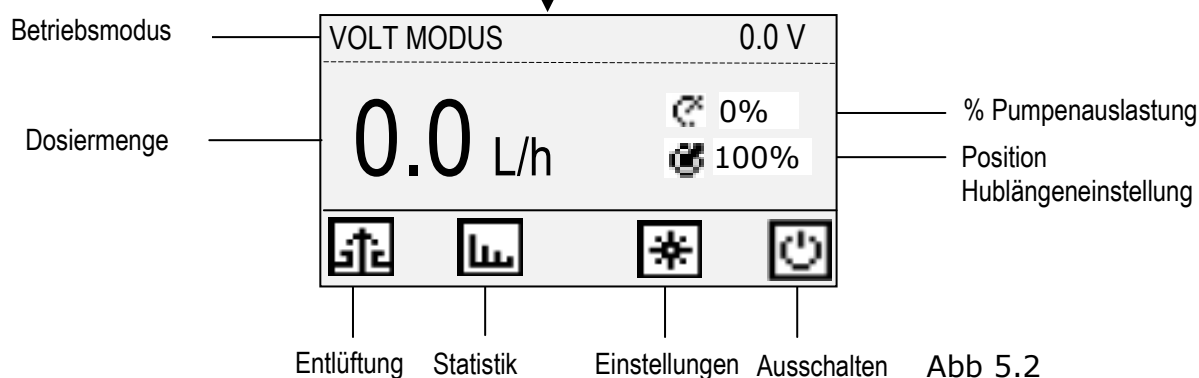 Betriebsmodus
VOLT MODUS 0.0 V
0% % Pumpenauslastung
Dosiermenge 0.0 L/h
100% Position
Hublängeneinstellung
Entlüftung Statistik Einstellungen Ausschalten Abb 5.2